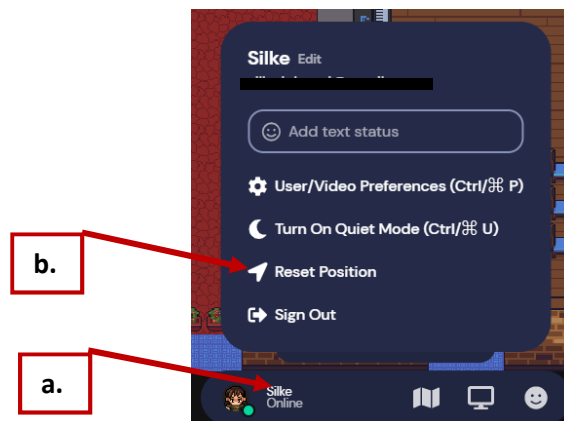 Silke Edit
Add text status
User/Video Preferences (Ctrl/⌘ P)
Turn On Quiet Mode (Ctrl/⌘ U)
b.
Reset Position
Sign Out
a.
Silke
Online